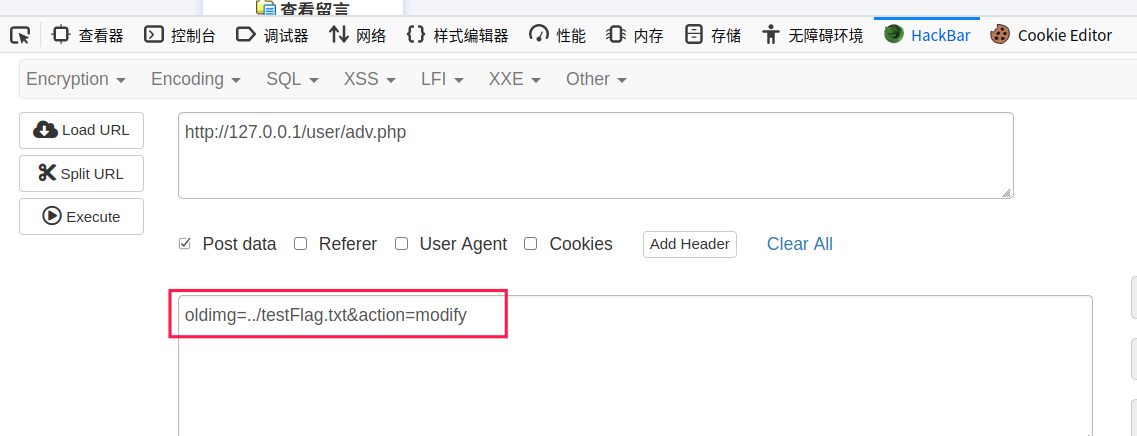 查看留言
查看器 控制台 调试器 网络 样式编辑器 性能 内存 存储 无障碍环境 HackBar Cookie Editor
Encryption Encoding SQL XSS LFI XXE Other
Load URL
http://127.0.0.1/user/adv.php
Split URL
Execute
Post data Referer User Agent Cookies Add Header Clear All
oldimg=../testFlag.txt&action=modify